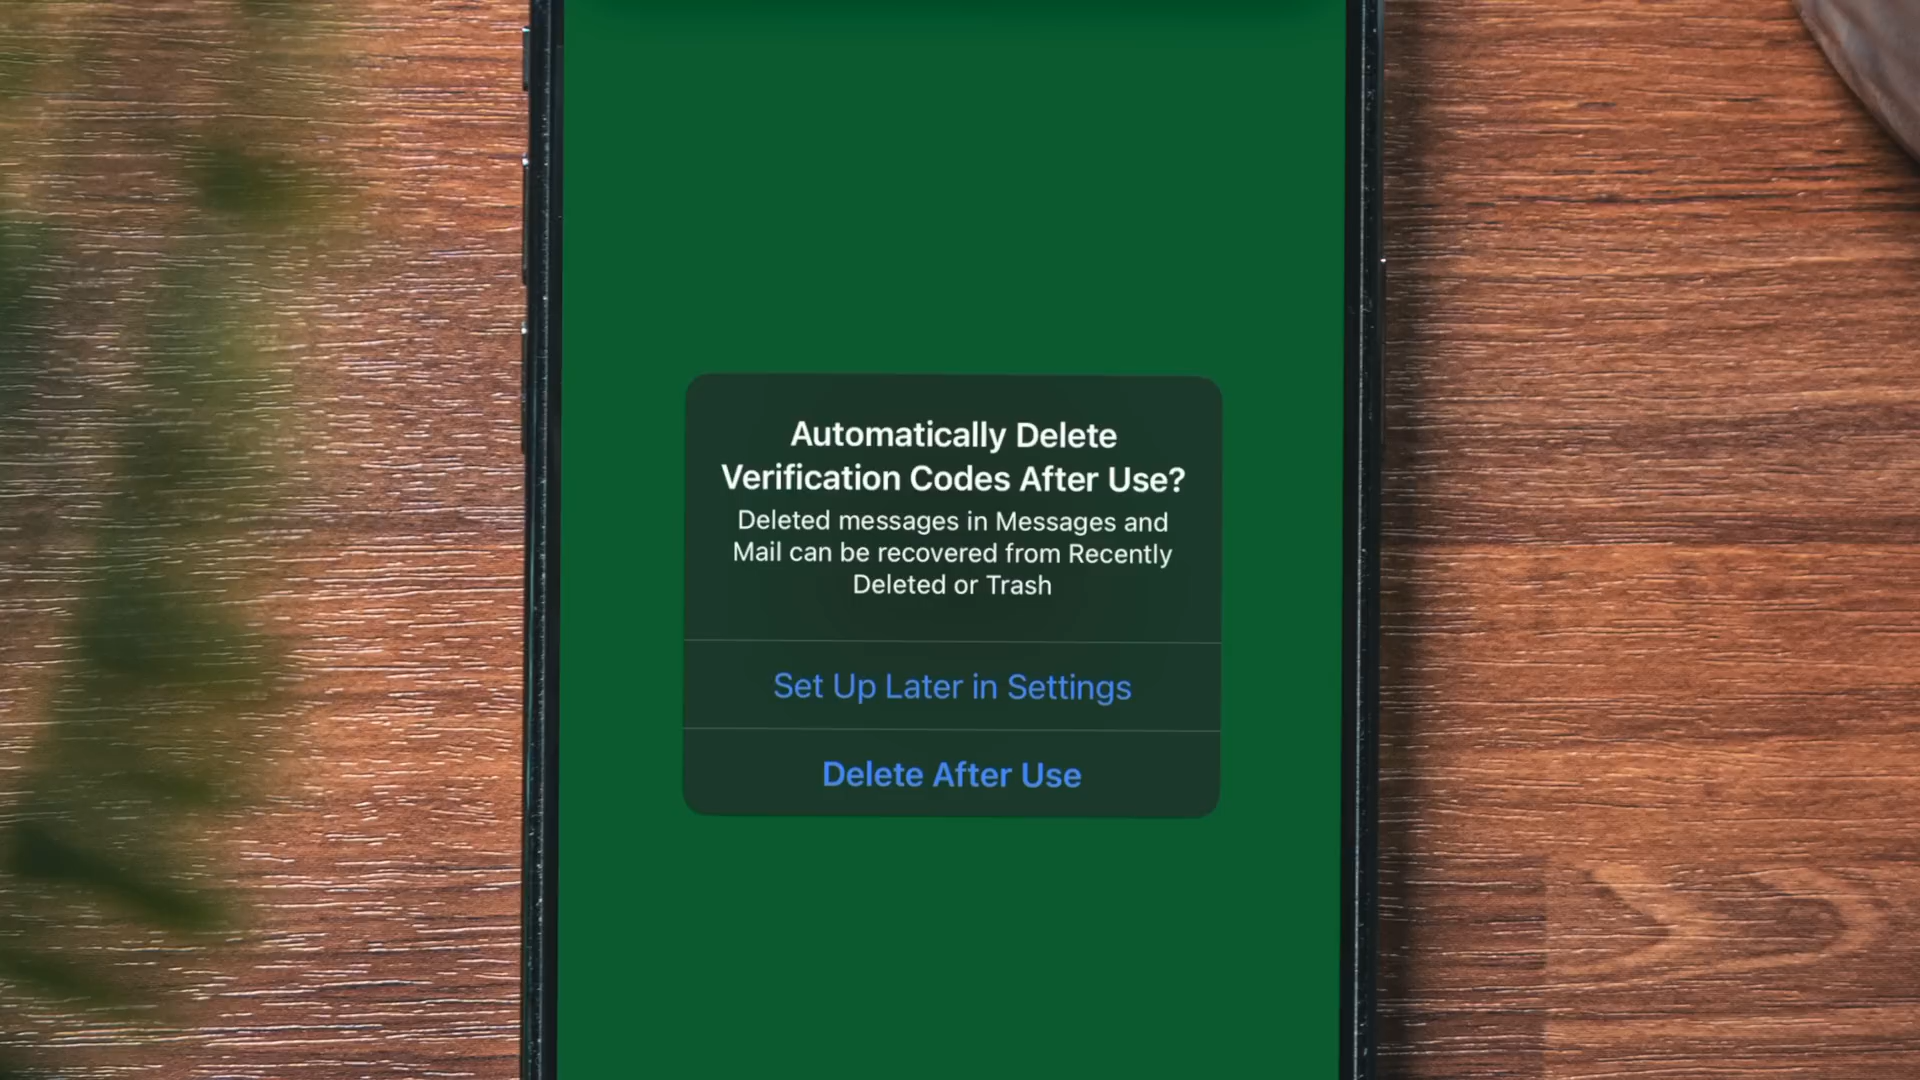 Automatically Delete
Verification Codes After Use?
Deleted messages in Messages and
Mail can be recovered from Recently
Deleted or Trash
Set Up Later in Settings
Delete After Use